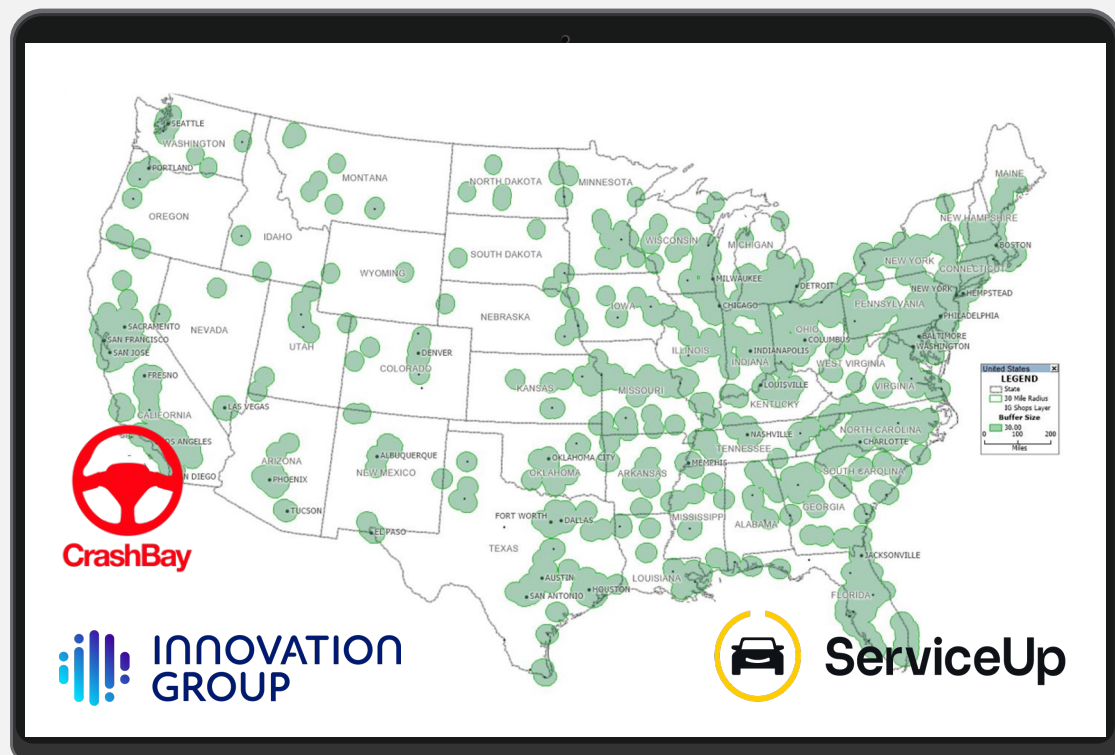 SEATTLE
WASHINGTON
PORTLAND
OREGON
IDAHO
MONTANA
NORTH DAKOTA
MINNESOTA
SOUTH DAKOTA
WISCONSIN
MICHIGAN
MAINE
NEW HAMPSHIRE
BOSTON
NEW YORK
CONNECTICUT
NEW YORK
HEMPSTEAD
WYOMING
NEBRASKA
IOWA
MILWAUKEE
CHICAGO
DETROIT
PENNSYLVANIA
PHILADELPHIA
SACRAMENTO
SAN FRANCISCO
SAN JOSE
NEVADA
UTAH
DENVER
COLORADO
ILLINOIS
INDIANA
INDIANAPOLIS
OHIO
COLUMBUS
BALTIMORE
WASHINGTON
WEST VIRGINIA
VIRGINIA
FRESNO
CALIFORNIA
LAS VEGAS
KANSAS
MISSOURI
LOUISVILLE
KENTUCKY
United States
LEGEND
State
30 Mile Radius
IG Shops Layer
Buffer Size
30.00
0 100 200
Miles
OS ANGELES
N DIEGO
ARIZONA
PHOENIX
TUCSON
ALBUQUERQUE
NEW MEXICO
EL PASO
OKLAHOMA CITY
OKLAHOMA
ARKANSAS
MEMPHIS
NASHVILLE
TENNESSEE
NORTH CAROLINA
CHARLOTTE
SOUTH CAROLINA
FORT WORTH
DALLAS
TEXAS
AUSTIN
SAN ANTONIO
HOUSTON
LOUISIANA
MISSISSIPPI
ALABAMA
GEORGIA
JACKSONVILLE
FLORIDA
CrashBay
INNOVATION
GROUP
ServiceUp